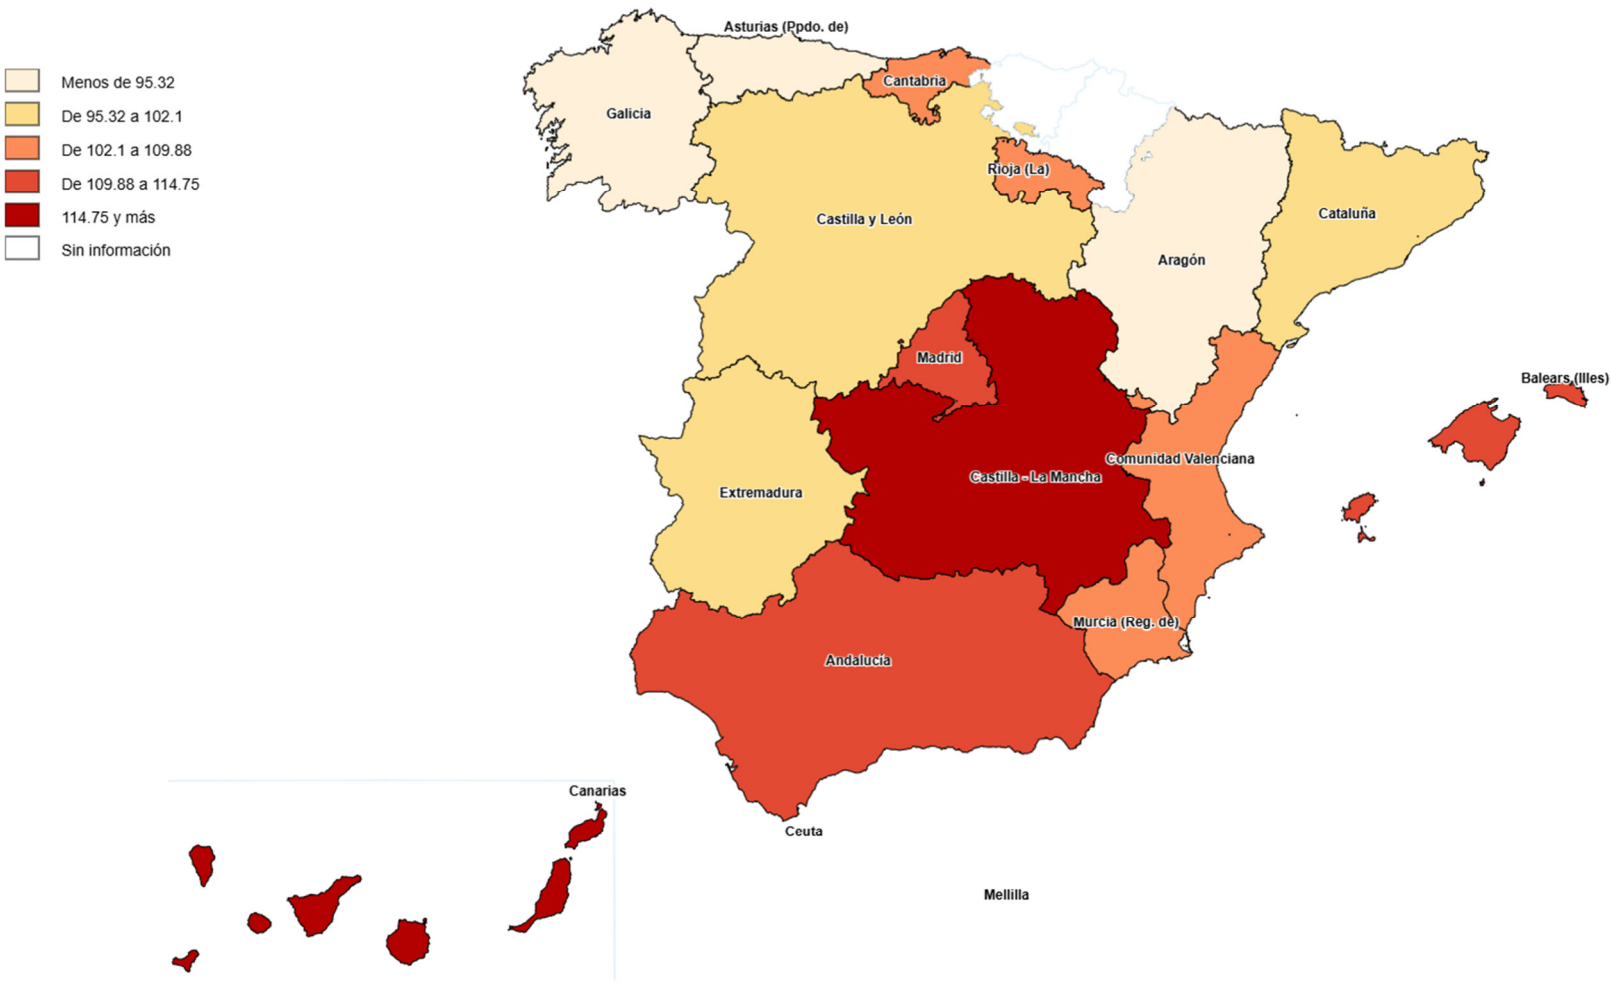 Menos de 95.32
De 95.32 a 102.1
De 102.1 a 109.88
De 109.88 a 114.75
114.75 y más
Sin información
Asturias (Ppdo. de)
Cantabria
Galicia
Rioja (La)
Castilla y León
Cataluña
Aragón
Madrid
Balears (Illes)
Comunidad Valenciana
Castilla - La Mancha
Extremadura
Murcia (Reg. de)
Andalucía
Canarias
Ceuta
Mellilla